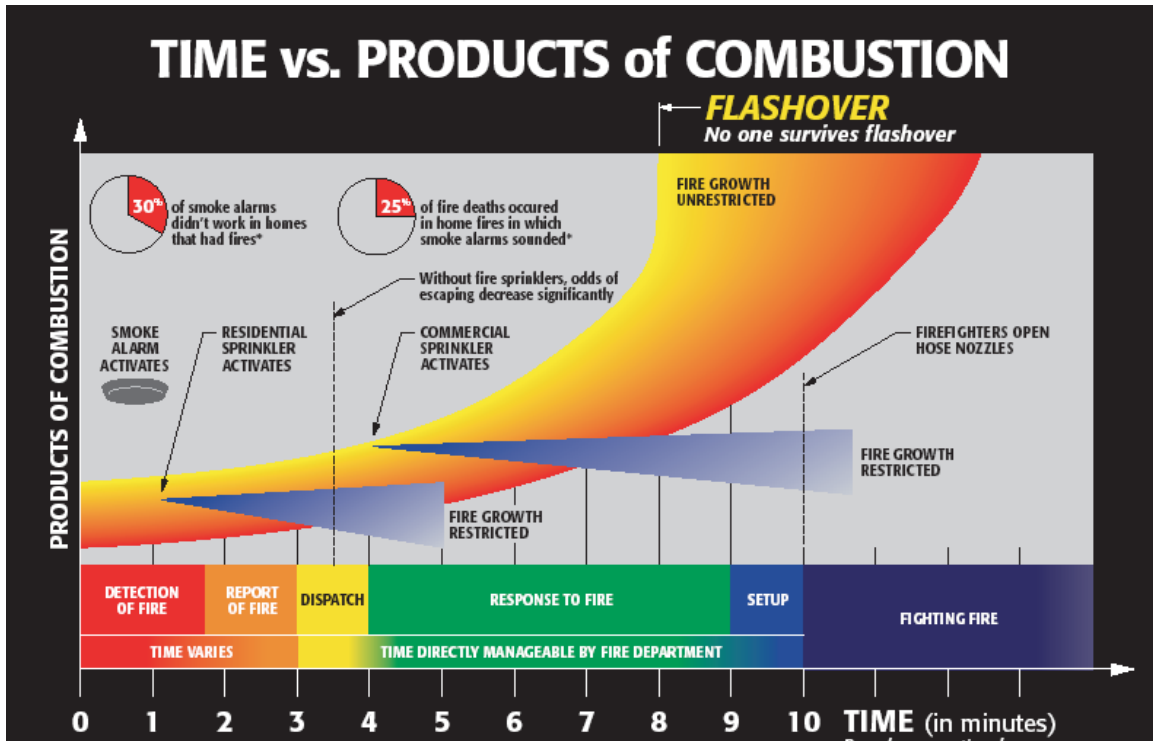 TIME vs. PRODUCTS of COMBUSTION
FLASHOVER
No one survives flashover
FIRE GROWTH
UNRESTRICTED
30%
of smoke alarms
didn't work in homes
that had fires*
25%
of fire deaths occured
in home fires in which
smoke alarms sounded*
Without fire sprinklers, odds of
escaping decrease significantly
SMOKE
ALARM
ACTIVATES
RESIDENTIAL
SPRINKLER
ACTIVATES
COMMERCIAL
SPRINKLER
ACTIVATES
FIREFIGHTERS OPEN
HOSE NOZZLES
PRODUCTS OF COMBUSTION
FIRE GROWTH
RESTRICTED
FIRE GROWTH
RESTRICTED
DETECTION
OF FIRE
REPORT
OF FIRE
DISPATCH
RESPONSE TO FIRE
SETUP
FIGHTING FIRE
TIME VARIES
TIME DIRECTLY MANAGEABLE BY FIRE DEPARTMENT
0 1 2 3 4 5 6 7 8 9 10 TIME (in minutes)